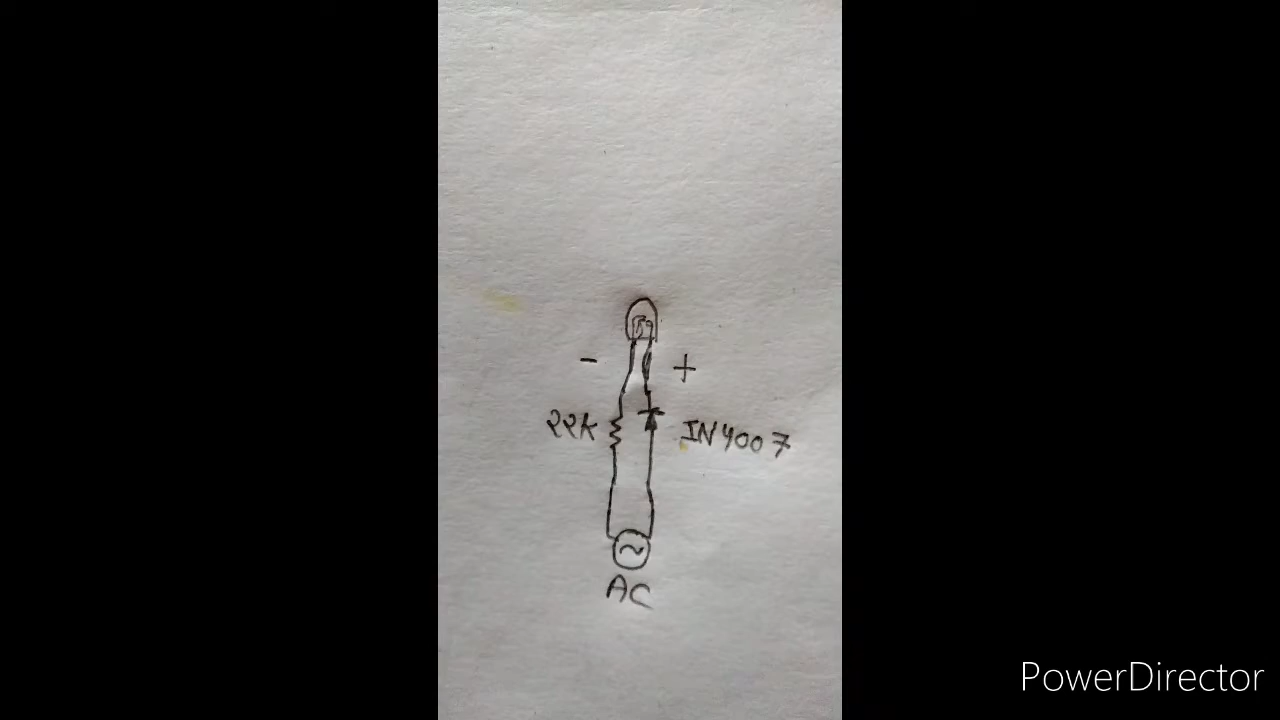 - +
22K
IN4007
~
AC
PowerDirector